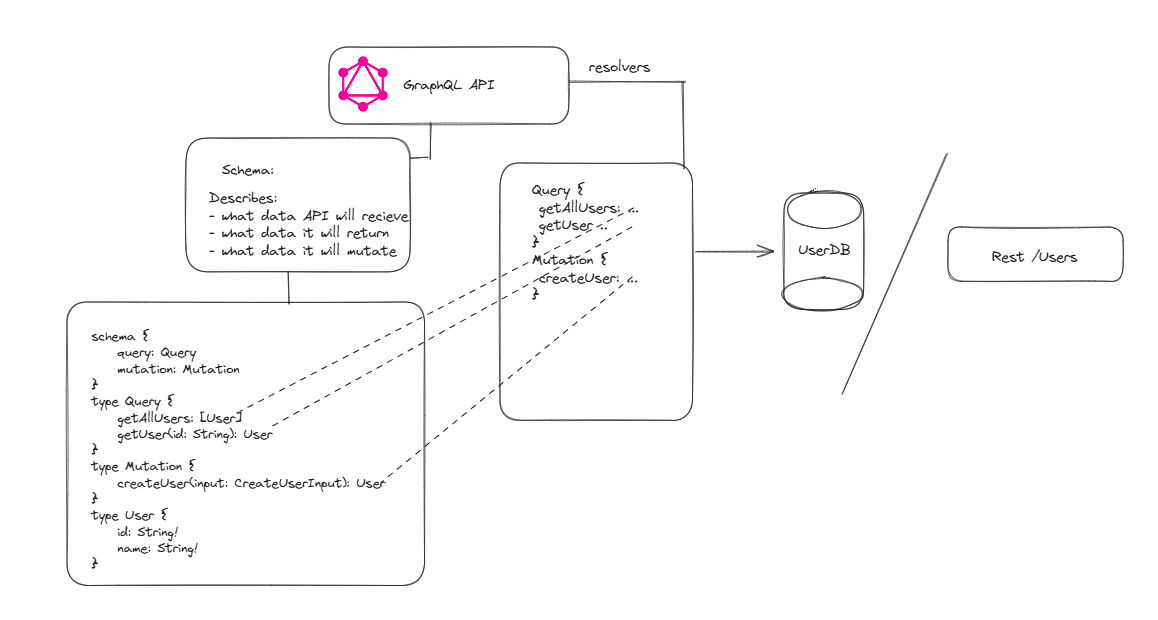 resolvers
GraphQL API
Schema:
Describes:
- what data API will recieve
- what data it will return
- what data it will mutate
Query {
getAllUsers: ...
getUser ...
}
Mutation {
createUser: ...
}
UserDB
Rest /Users
schema {
query: Query
mutation: Mutation
}
type Query {
getAllUsers: [User]
getUser(id: String): User
}
type Mutation {
createUser(input: CreateUserInput): User
}
type User {
id: String!
name: String!
}